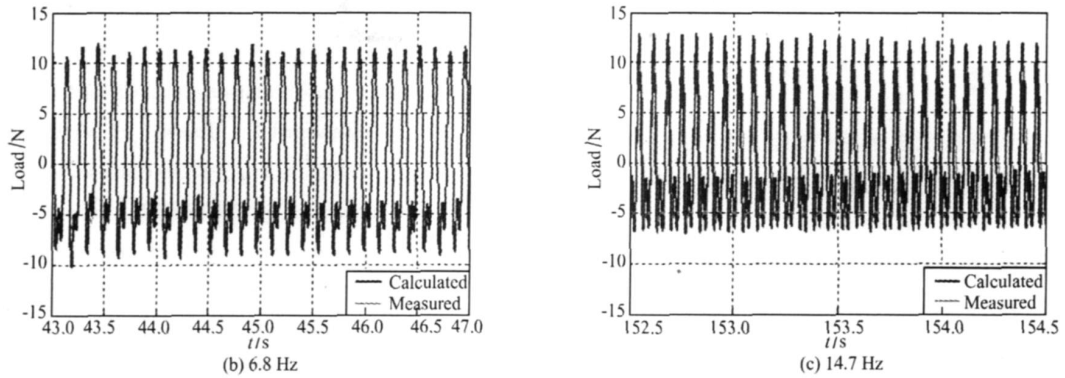 15
10
5
0
-5
-10
-15
Load/N
43.0 43.5 44.0 44.5 45.0 45.5 46.0 46.5 47.0
t/s
Calculated
Measured
(b) 6.8 Hz
15
10
5
0
-5
-10
-15
Load/N
152.5 153.0 153.5 154.0 154.5
t/s
Calculated
Measured
(c) 14.7 Hz